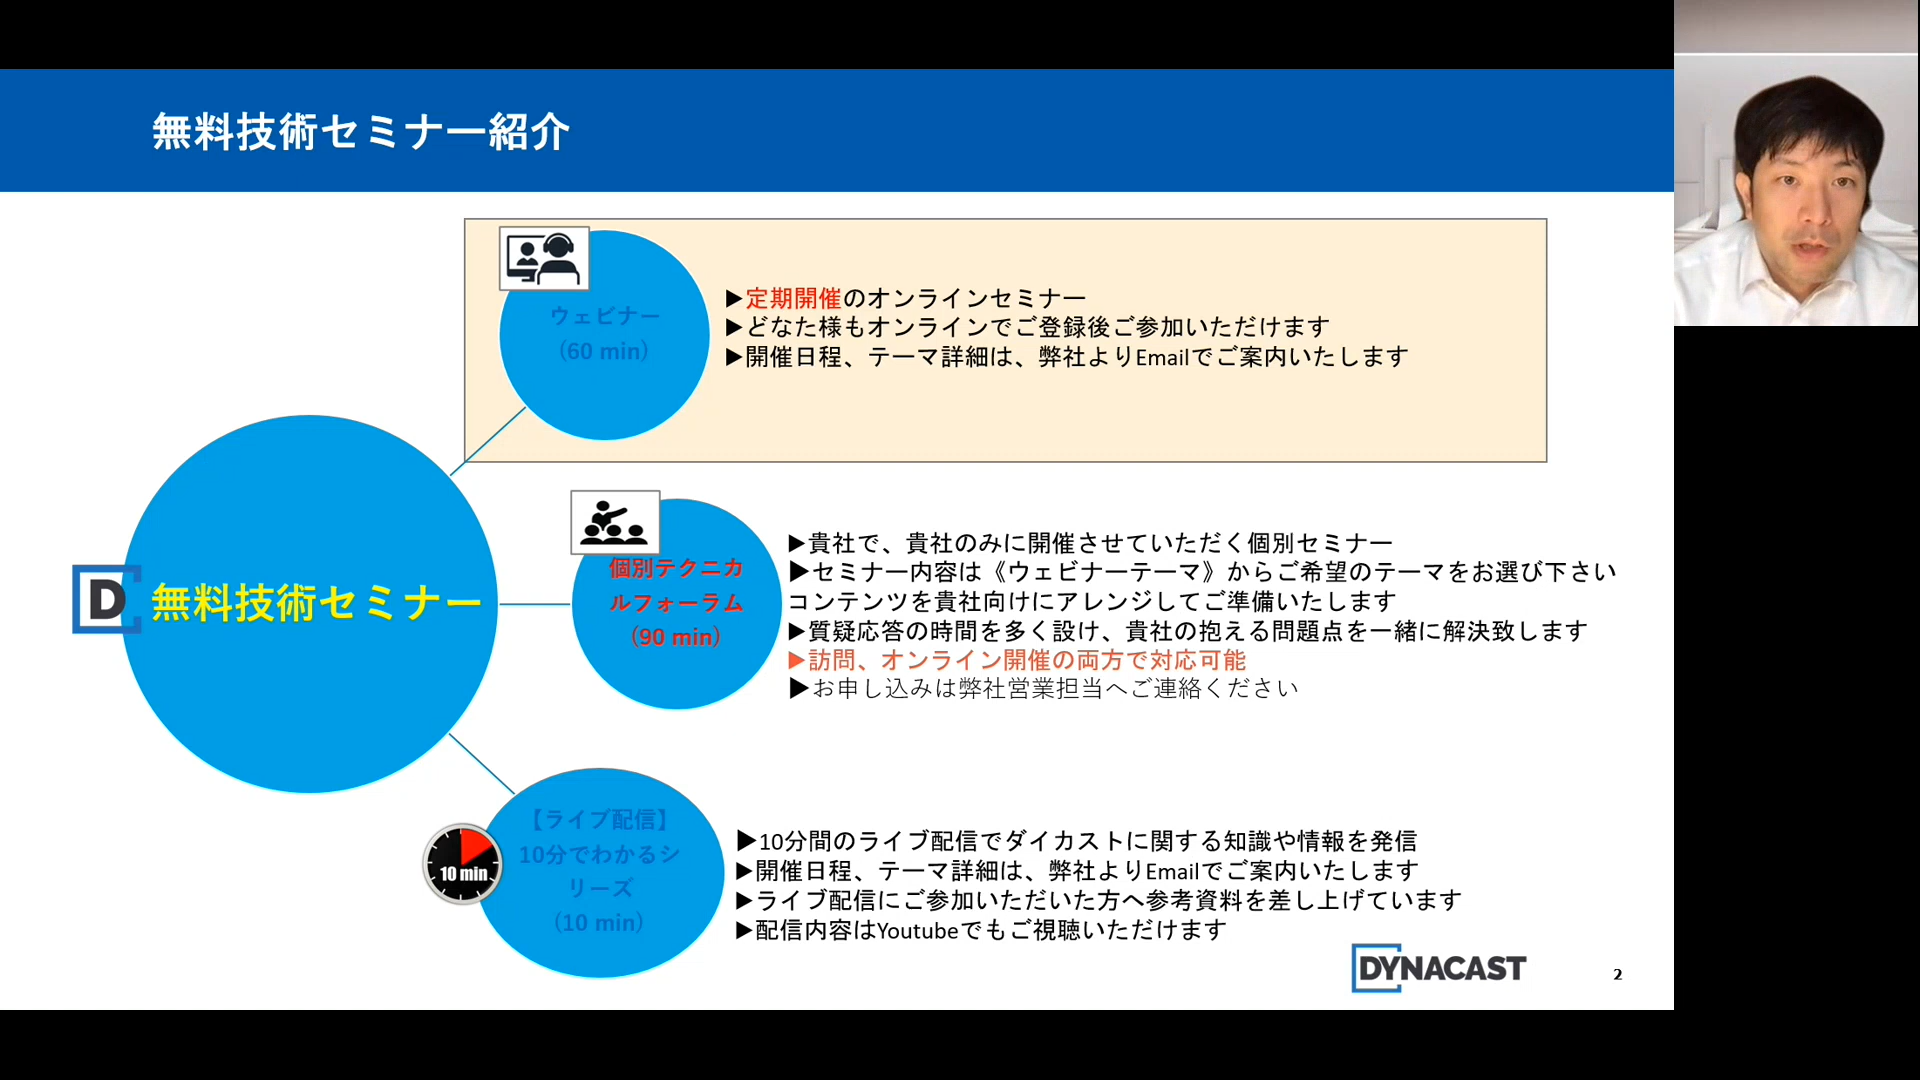 無料技術セミナー紹介
ウェビナー
(60 min)
▶定期開催のオンラインセミナー
▶どなた様もオンラインでご登録後ご参加いただけます
▶開催日程、テーマ詳細は、弊社よりEmailでご案内いたします
D 無料技術セミナー
個別テクニカ
ルフォーラム
(90 min)
▶貴社で、貴社のみに開催させていただく個別セミナー
▶セミナー内容は《ウェビナーテーマ》からご希望のテーマをお選び下さい
コンテンツを貴社向けにアレンジしてご準備いたします
▶質疑応答の時間を多く設け、貴社の抱える問題点を一緒に解決致します
▶訪問、オンライン開催の両方で対応可能
▶お申し込みは弊社営業担当へご連絡ください
10 min
【ライブ配信】
10分でわかるシ
リーズ
(10 min)
▶10分間のライブ配信でダイカストに関する知識や情報を発信
▶開催日程、テーマ詳細は、弊社よりEmailでご案内いたします
▶ライブ配信にご参加いただいた方へ参考資料を差し上げています
▶配信内容はYoutubeでもご視聴いただけます
DYNACAST
2